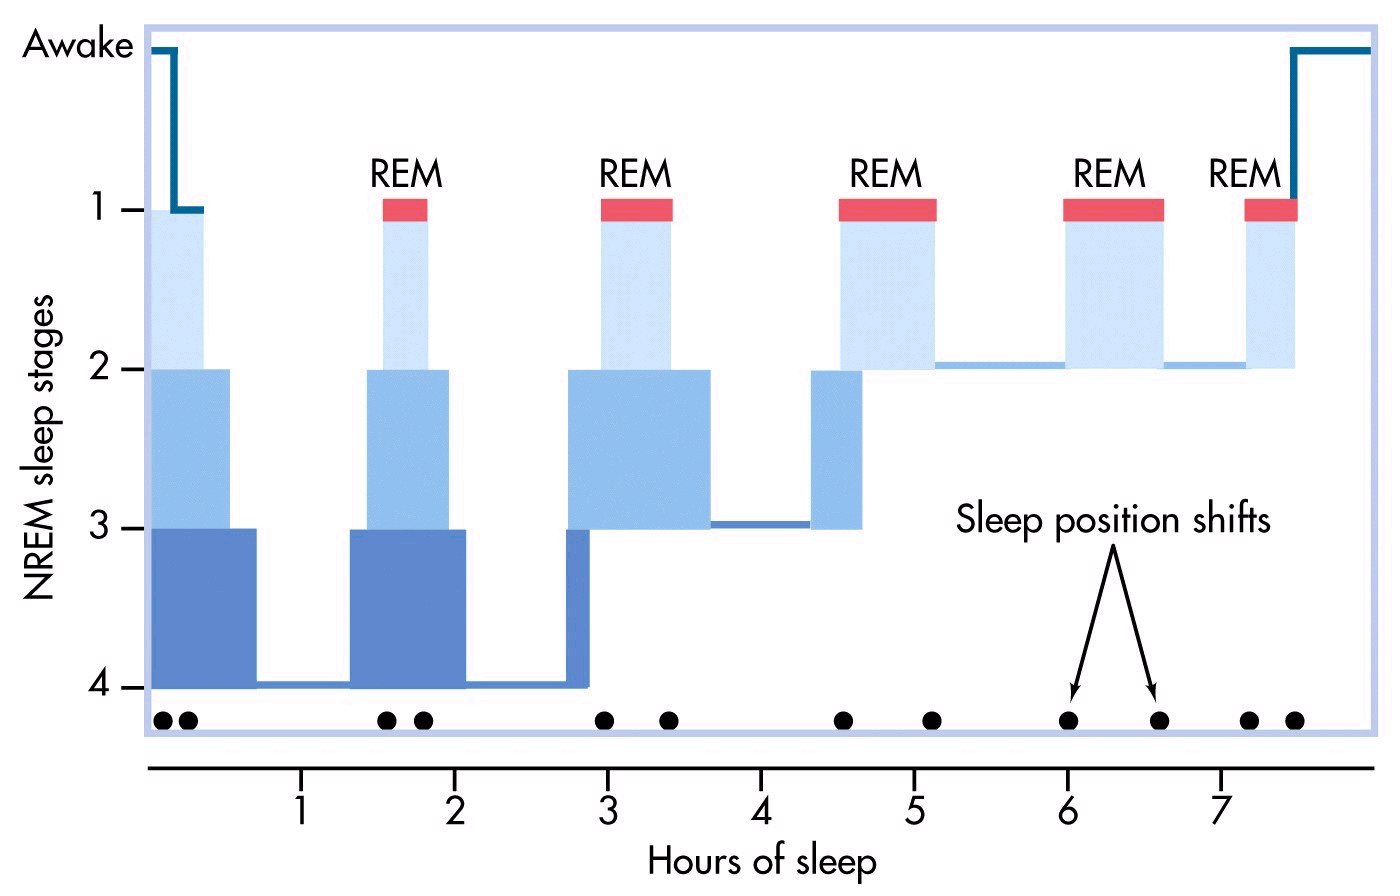 Awake
REM REM REM REM REM
1
2
3
4
NREM sleep stages
Sleep position shifts
1 2 3 4 5 6 7
Hours of sleep